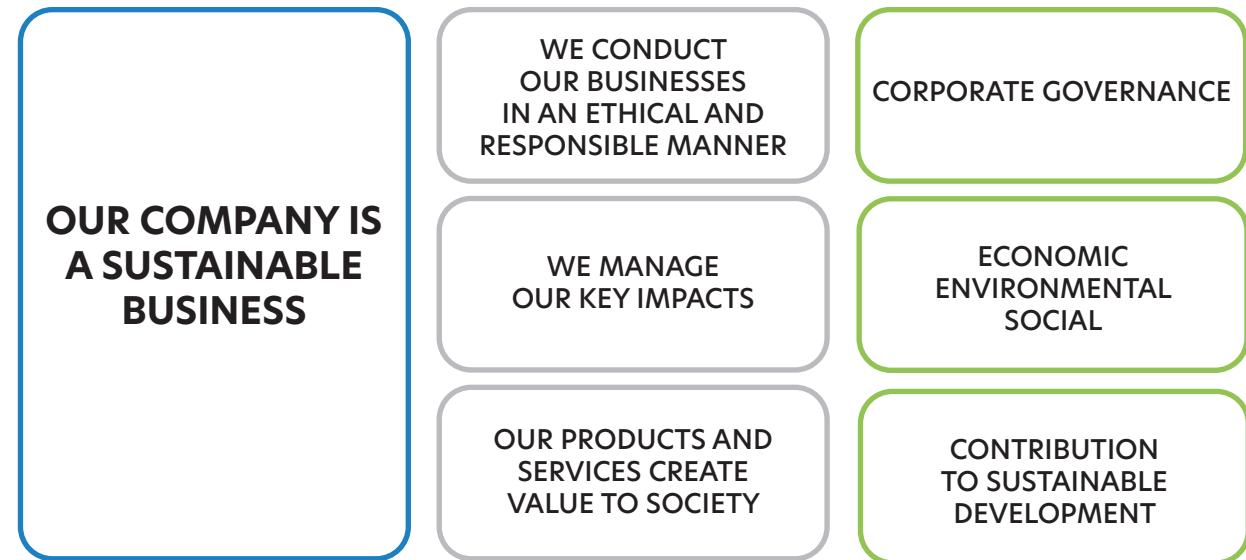 OUR COMPANY IS
A SUSTAINABLE
BUSINESS
WE CONDUCT
OUR BUSINESSES
IN AN ETHICAL AND
RESPONSIBLE MANNER
CORPORATE GOVERNANCE
WE MANAGE
OUR KEY IMPACTS
ECONOMIC
ENVIRONMENTAL
SOCIAL
OUR PRODUCTS AND
SERVICES CREATE
VALUE TO SOCIETY
CONTRIBUTION
TO SUSTAINABLE
DEVELOPMENT